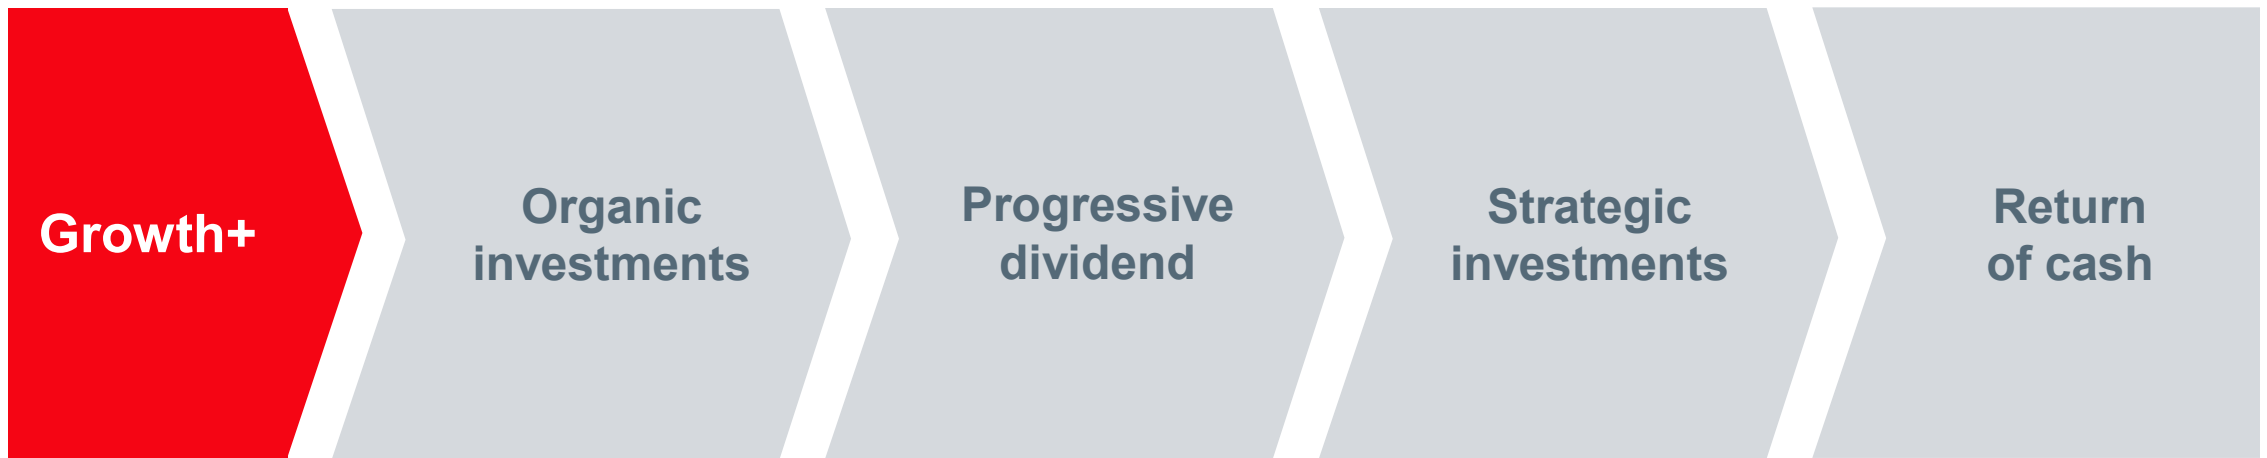 Growth+
Organic
investments
Progressive
dividend
Strategic
investments
Return
of cash